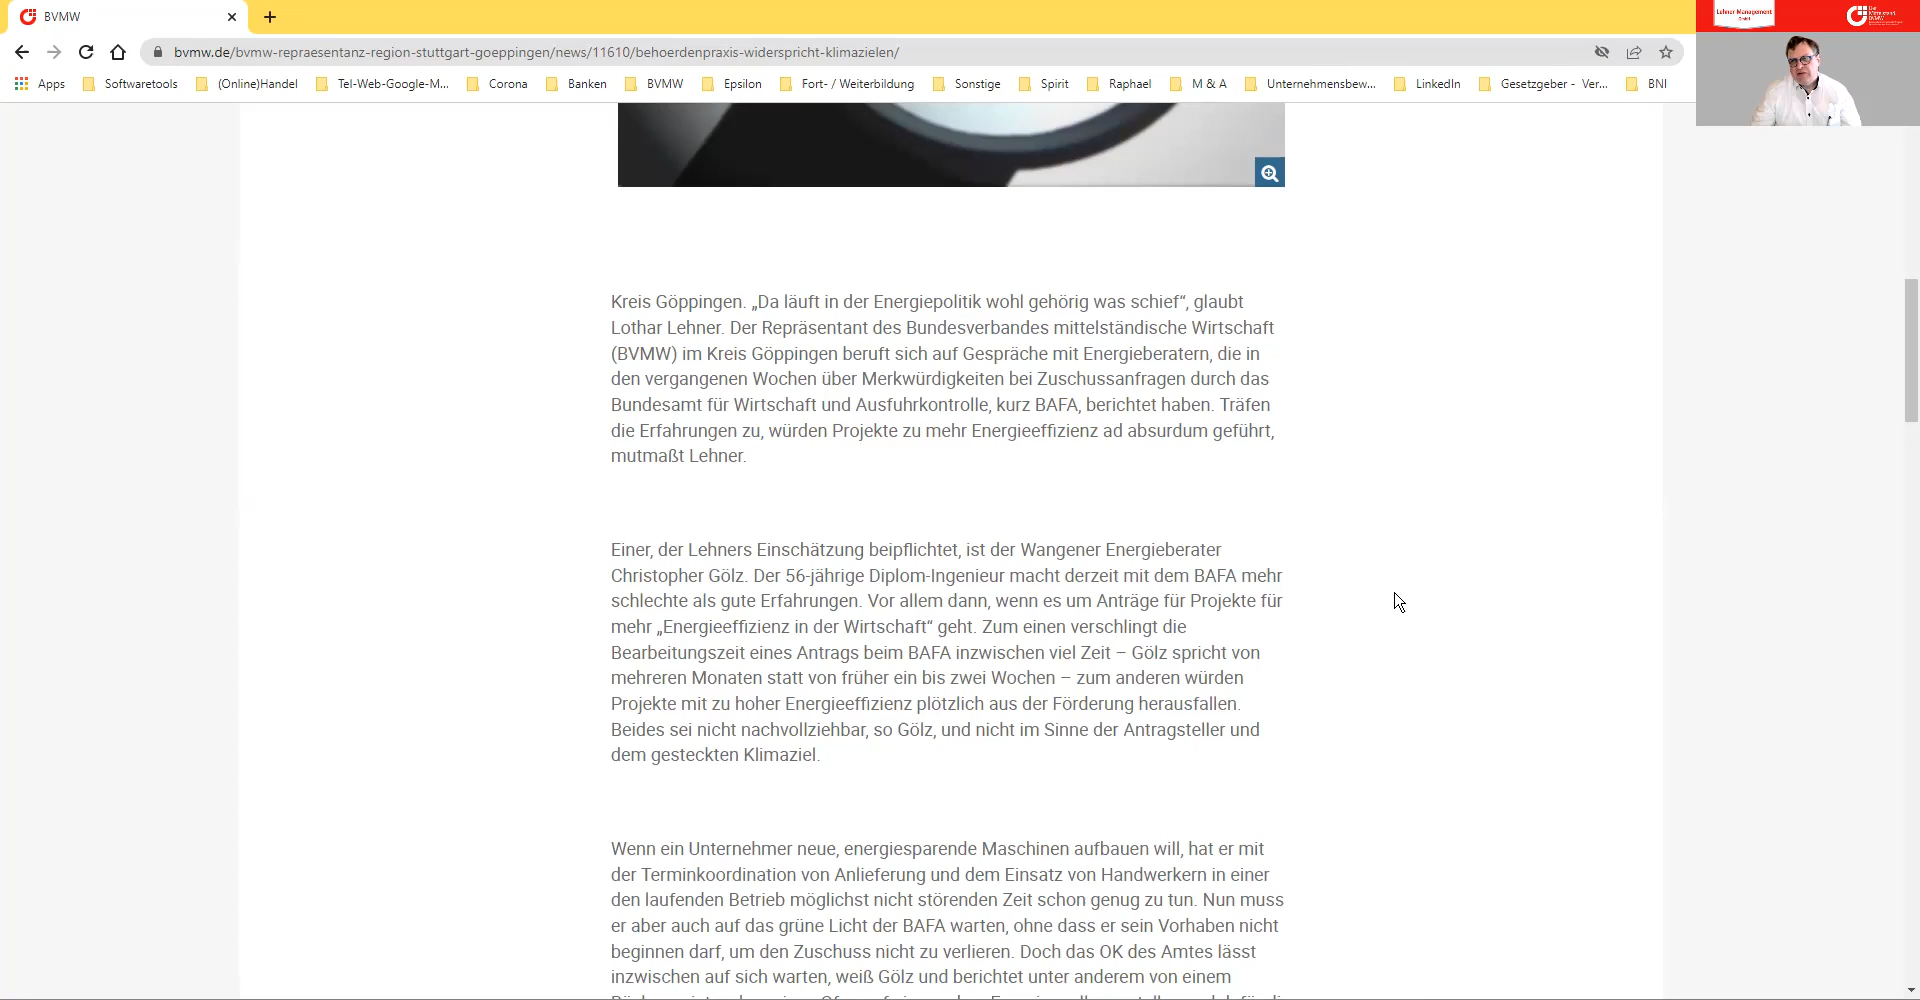 BVMW
Lehner Management
GmbH
Der
Mittelstand.
BVMW
bvmw.de/bvmw-repraesentanz-region-stuttgart-goeppingen/news/11610/behoerdenpraxis-widerspricht-klimazielen/
Apps Softwaretools (Online)Handel Tel-Web-Google-M... Corona Banken BVMW Epsilon Fort- / Weiterbildung Sonstige Spirit Raphael M & A Unternehmensbew... LinkedIn Gesetzgeber - Ver... BNI
Kreis Göppingen. „Da läuft in der Energiepolitik wohl gehörig was schief“, glaubt
Lothar Lehner. Der Repräsentant des Bundesverbandes mittelständische Wirtschaft
(BVMW) im Kreis Göppingen beruft sich auf Gespräche mit Energieberatern, die in
den vergangenen Wochen über Merkwürdigkeiten bei Zuschussanfragen durch das
Bundesamt für Wirtschaft und Ausfuhrkontrolle, kurz BAFA, berichtet haben. Träfen
die Erfahrungen zu, würden Projekte zu mehr Energieeffizienz ad absurdum geführt,
mutmaßt Lehner.
Einer, der Lehners Einschätzung beipflichtet, ist der Wangener Energieberater
Christopher Gölz. Der 56-jährige Diplom-Ingenieur macht derzeit mit dem BAFA mehr
schlechte als gute Erfahrungen. Vor allem dann, wenn es um Anträge für Projekte für
mehr „Energieeffizienz in der Wirtschaft“ geht. Zum einen verschlingt die
Bearbeitungszeit eines Antrags beim BAFA inzwischen viel Zeit – Gölz spricht von
mehreren Monaten statt von früher ein bis zwei Wochen – zum anderen würden
Projekte mit zu hoher Energieeffizienz plötzlich aus der Förderung herausfallen.
Beides sei nicht nachvollziehbar, so Gölz, und nicht im Sinne der Antragsteller und
dem gesteckten Klimaziel.
Wenn ein Unternehmer neue, energiesparende Maschinen aufbauen will, hat er mit
der Terminkoordination von Anlieferung und dem Einsatz von Handwerkern in einer
den laufenden Betrieb möglichst nicht störenden Zeit schon genug zu tun. Nun muss
er aber auch auf das grüne Licht der BAFA warten, ohne dass er sein Vorhaben nicht
beginnen darf, um den Zuschuss nicht zu verlieren. Doch das OK des Amtes lässt
inzwischen auf sich warten, weiß Gölz und berichtet unter anderem von einem